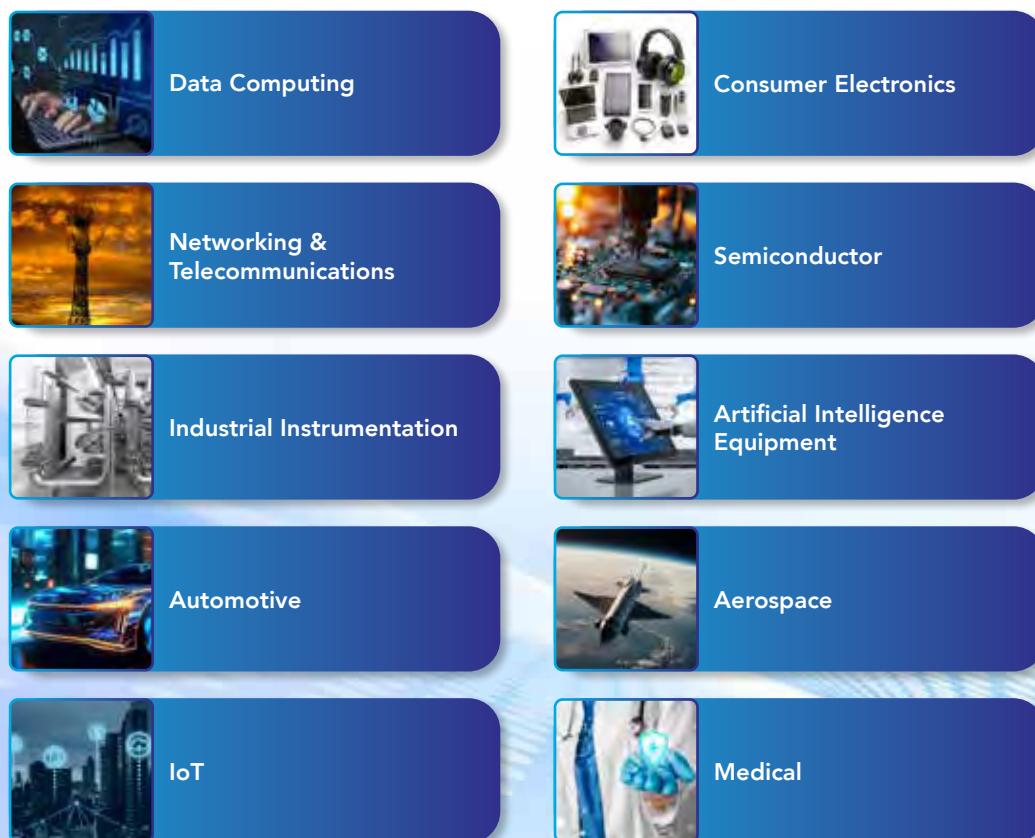 Data Computing
Consumer Electronics
Networking &
Telecommunications
Semiconductor
Industrial Instrumentation
Artificial Intelligence
Equipment
Automotive
Aerospace
IoT
Medical